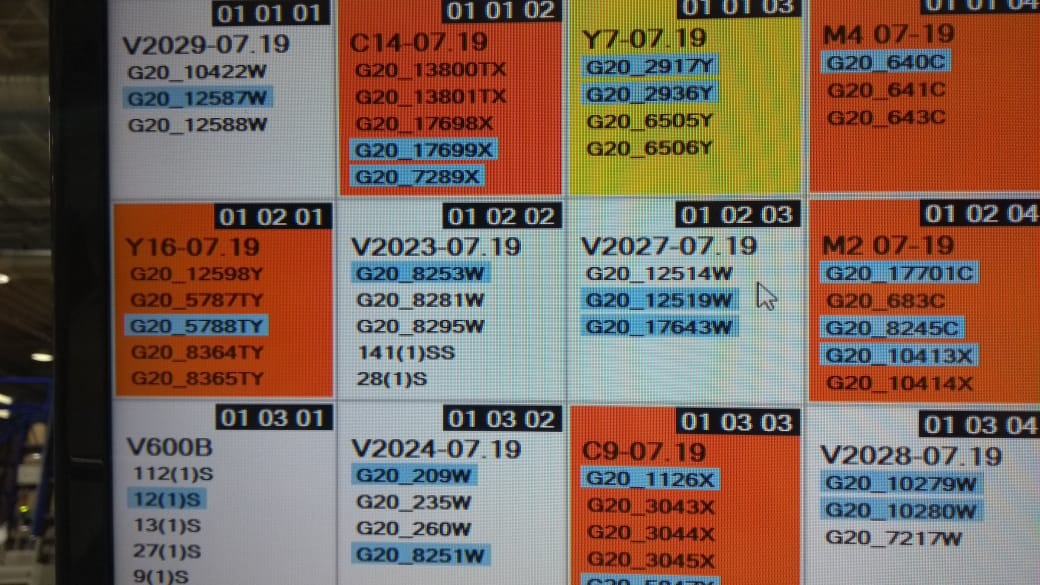 01 01 01
V2029-07.19
G20_10422W
G20_12587W
G20_12588W
01 01 02
C14-07.19
G20_13800TX
G20_13801TX
G20_17698X
G20_17699X
G20_7289X
01 01 03
Y7-07.19
G20_2917Y
G20_2936Y
G20_6505Y
G20_6506Y
01 01 04
M4 07-19
G20_640C
G20_641C
G20_643C
01 02 01
Y16-07.19
G20_12598Y
G20_5787TY
G20_5788TY
G20_8364TY
G20_8365TY
01 02 02
V2023-07.19
G20_8253W
G20_8281W
G20_8295W
141(1)SS
28(1)S
01 02 03
V2027-07.19
G20_12514W
G20_12519W
G20_17643W
01 02 04
M2 07-19
G20_17701C
G20_683C
G20_8245C
G20_10413X
G20_10414X
01 03 01
V600B
112(1)S
12(1)S
13(1)S
27(1)S
9(1)S
01 03 02
V2024-07.19
G20_209W
G20_235W
G20_260W
G20_8251W
01 03 03
C9-07.19
G20_1126X
G20_3043X
G20_3044X
G20_3045X
01 03 04
V2028-07.19
G20_10279W
G20_10280W
G20_7217W